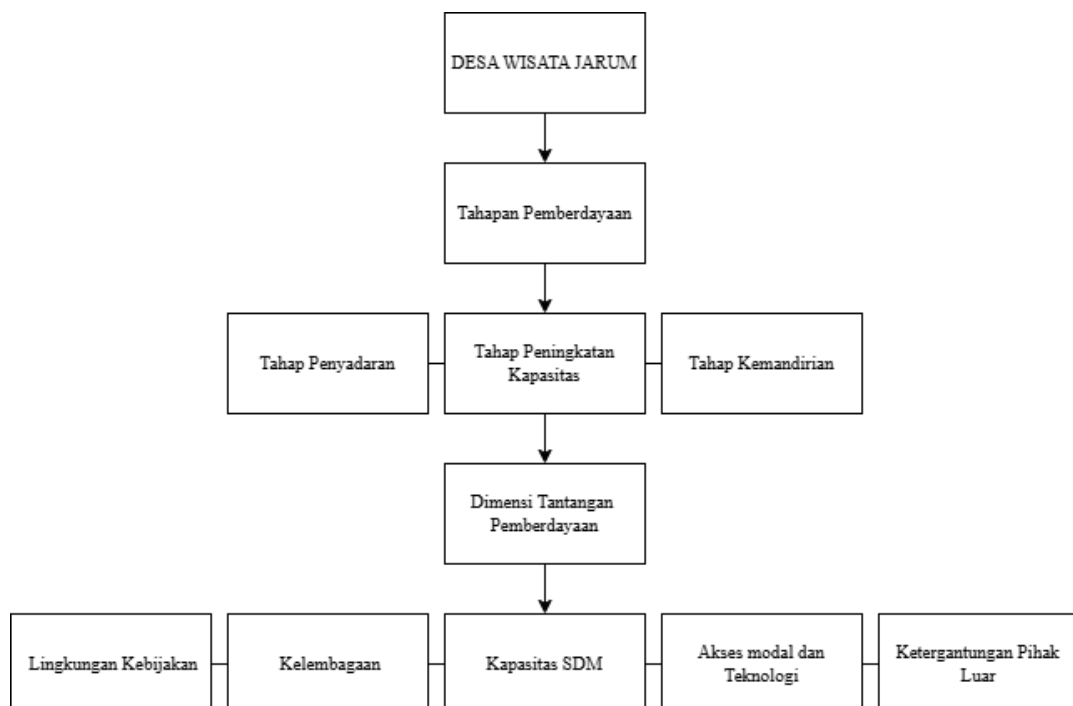 DESA WISATA JARUM
Tahapan Pemberdayaan
Tahap Penyadaran
Tahap Peningkatan
Kapasitas
Tahap Kemandirian
Dimensi Tantangan
Pemberdayaan
Lingkungan Kebijakan
Kelembagaan
Kapasitas SDM
Akses modal dan
Teknologi
Ketergantungan Pihak
Luar